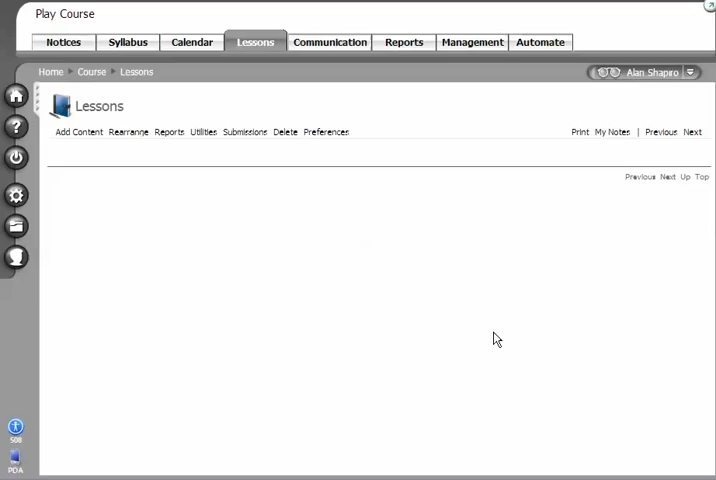 Play Course
Notices Syllabus Calendar Lessons Communication Reports Management Automate
Home Course Lessons Alan Shapiro
Lessons
Add Content Rearrange Reports Utilities Submissions Delete Preferences Print My Notes | Previous Next
Previous Next Up Top
508
PDA